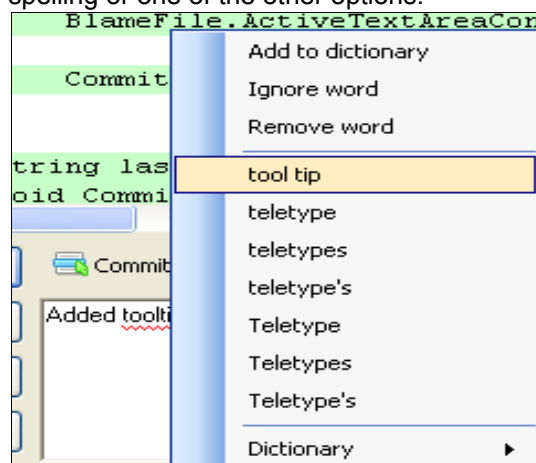 spelling or one of the other options.
BlameFile.ActiveTextAreaCon
Add to dictionary
Commit
Ignore word
Remove word
tring las
tool tip
oid Commi
teletype
teletypes
Commit
teletype's
Added toolti
Teletype
Teletypes
Teletype's
Dictionary